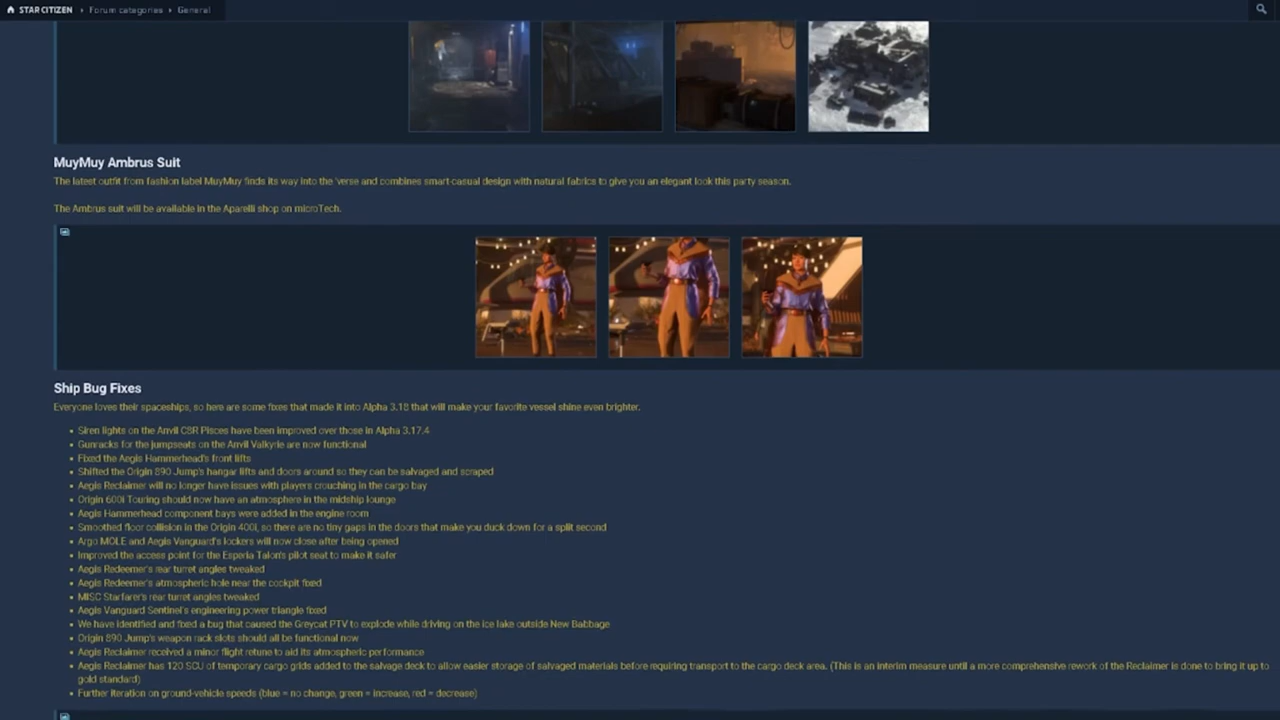 STAR CITIZEN › Forum categories › General
MuyMuy Ambrus Suit
The latest outfit from fashion label MuyMuy finds its way into the 'verse and combines smart-casual design with natural fabrics to give you an elegant look this party season.
The Ambrus suit will be available in the Aparelli shop on microTech.
Ship Bug Fixes
Everyone loves their spaceships, so here are some fixes that made it into Alpha 3.18 that will make your favorite vessel shine even brighter.
• Siren lights on the Anvil C8R Pisces have been improved over those in Alpha 3.17.4
• Gunracks for the jumpseats on the Anvil Valkyrie are now functional
• Fixed the Aegis Hammerhead's front lifts
• Shifted the Origin 890 Jump's hangar lifts and doors around so they can be salvaged and scraped
• Aegis Reclaimer will no longer have issues with players crouching in the cargo bay
• Origin 600i Touring should now have an atmosphere in the midship lounge
• Aegis Hammerhead component bays were added in the engine room
• Smoothed floor collision in the Origin 400i, so there are no tiny gaps in the doors that make you duck down for a split second
• Argo MOLE and Aegis Vanguard's lockers will now close after being opened
• Improved the access point for the Esperia Talon's pilot seat to make it safer
• Aegis Redeemer's rear turret angles tweaked
• Aegis Redeemer's atmospheric hole near the cockpit fixed
• MISC Starfarer's rear turret angles tweaked
• Aegis Vanguard Sentinel's engineering power triangle fixed
• We have identified and fixed a bug that caused the Greycat PTV to explode while driving on the ice lake outside New Babbage
• Origin 890 Jump's weapon rack slots should all be functional now
• Aegis Reclaimer received a minor flight retune to aid its atmospheric performance
• Aegis Reclaimer has 120 SCU of temporary cargo grids added to the salvage deck to allow easier storage of salvaged materials before requiring transport to the cargo deck area. (This is an interim measure until a more comprehensive rework of the Reclaimer is done to bring it up to
gold standard)
• Further iteration on ground-vehicle speeds (blue = no change, green = increase, red = decrease)